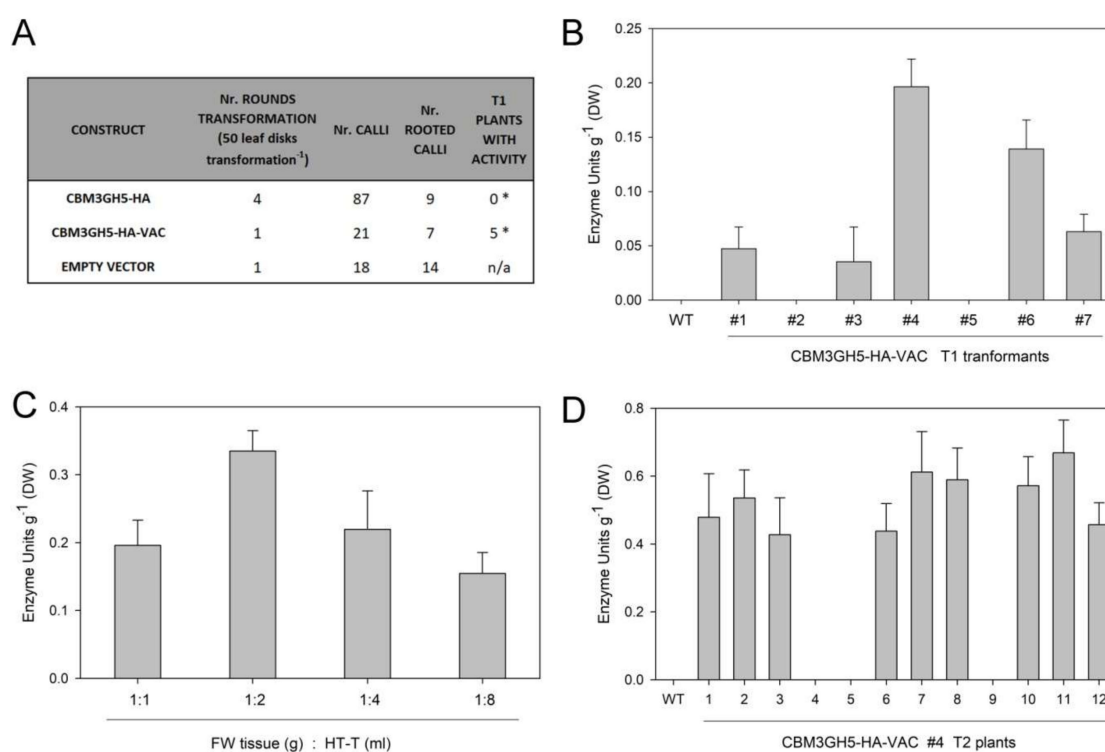 A
CONSTRUCT
Nr. ROUNDS
TRANSFORMATION
(50 leaf disks
transformation-1)
Nr. CALLI
Nr.
ROOTED
CALLI
T1
PLANTS
WITH
ACTIVITY
CBM3GH5-HA 4 87 9 0 *
CBM3GH5-HA-VAC 1 21 7 5 *
EMPTY VECTOR 1 18 14 n/a
B
Enzyme Units g-1 (DW)
0.25
0.20
0.15
0.10
0.05
0.00
WT #1 #2 #3 #4 #5 #6 #7
CBM3GH5-HA-VAC T1 tranformants
C
Enzyme Units g-1 (DW)
0.4
0.3
0.2
0.1
0.0
1:1 1:2 1:4 1:8
FW tissue (g) : HT-T (ml)
D
Enzyme Units g-1 (DW)
0.8
0.6
0.4
0.2
0.0
WT 1 2 3 4 5 6 7 8 9 10 11 12
CBM3GH5-HA-VAC #4 T2 plants